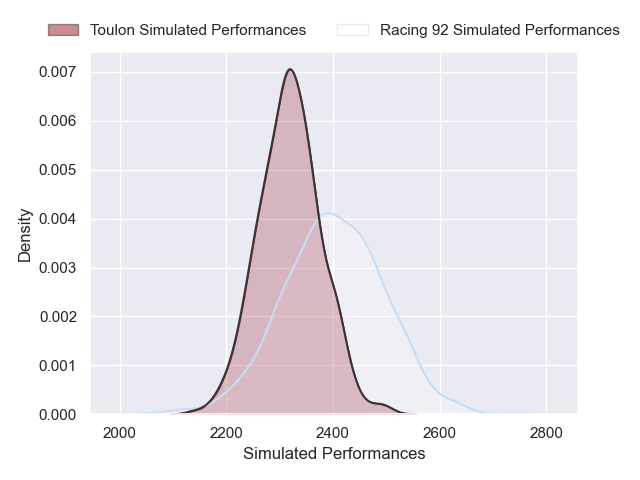 Toulon Simulated Performances Racing 92 Simulated Performances
0.007
0.006
0.005
0.004
0.003
0.002
0.001
0.000
Density
2000 2200 2400 2600 2800
Simulated Performances